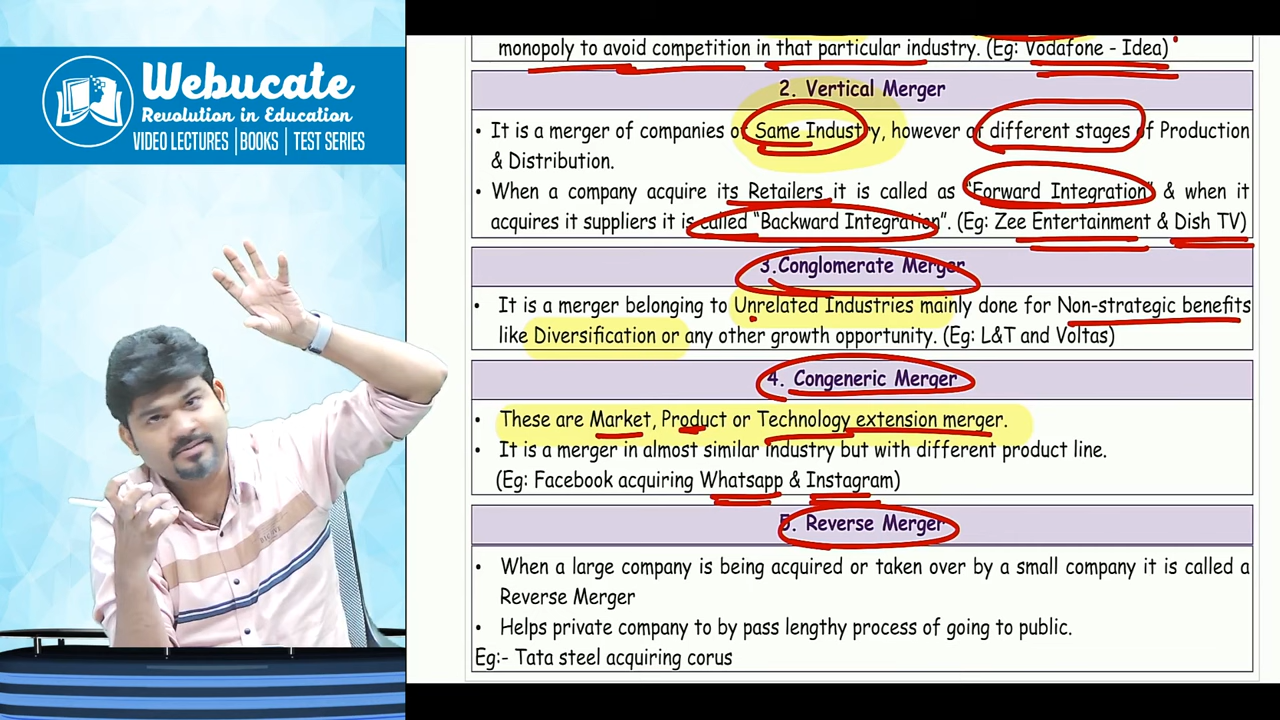 Webucate
Revolution in Education
VIDEO LECTURES | BOOKS | TEST SERIES
monopoly to avoid competition in that particular industry. (Eg: Vodafone - Idea)
2. Vertical Merger
• It is a merger of companies of Same Industry, however at different stages of Production
& Distribution.
• When a company acquire its Retailers it is called as “Forward Integration” & when it
acquires it suppliers it is called “Backward Integration”. (Eg: Zee Entertainment & Dish TV)
3.Conglomerate Merger
• It is a merger belonging to Unrelated Industries mainly done for Non-strategic benefits
like Diversification or any other growth opportunity. (Eg: L&T and Voltas)
4. Congeneric Merger
• These are Market, Product or Technology extension merger.
• It is a merger in almost similar industry but with different product line.
(Eg: Facebook acquiring Whatsapp & Instagram)
5. Reverse Merger
• When a large company is being acquired or taken over by a small company it is called a
Reverse Merger
• Helps private company to by pass lengthy process of going to public.
Eg:- Tata steel acquiring corus